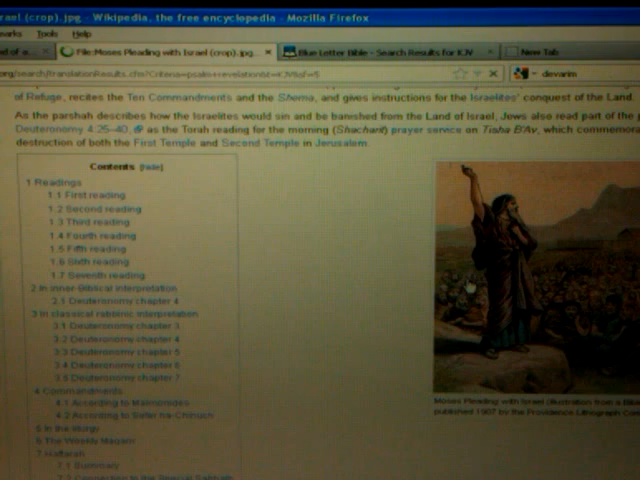 rael (crop).jpg - Wikipedia, the free encyclopedia - Mozilla Firefox
marks Tools Help
File:Moses Pleading with Israel (crop).jpg... Blue Letter Bible - Search Results for KJV New Tab
devarim
of Refuge, recites the Ten Commandments and the Shema, and gives instructions for the Israelites' conquest of the Land.
As the parshah describes how the Israelites would sin and be banished from the Land of Israel, Jews also read part of the p
Deuteronomy 4:25–40, as the Torah reading for the morning (Shacharit) prayer service on Tisha B'Av, which commemora
destruction of both the First Temple and Second Temple in Jerusalem.
Contents [hide]
1 Readings
1.1 First reading
1.2 Second reading
1.3 Third reading
1.4 Fourth reading
1.5 Fifth reading
1.6 Sixth reading
1.7 Seventh reading
2 In inner-Biblical interpretation
2.1 Deuteronomy chapter 4
3 In classical rabbinic interpretation
3.1 Deuteronomy chapter 3
3.2 Deuteronomy chapter 4
3.3 Deuteronomy chapter 5
3.4 Deuteronomy chapter 6
3.5 Deuteronomy chapter 7
4 Commandments
4.1 According to Maimonides
4.2 According to Sefer ha-Chinuch
5 In the liturgy
6 The Weekly Maqam
7 Haftarah
7.1 Summary
7.2 Connection to the Special Sabbath
Moses Pleading with Israel (illustration from a Bible
published 1907 by the Providence Lithograph Com